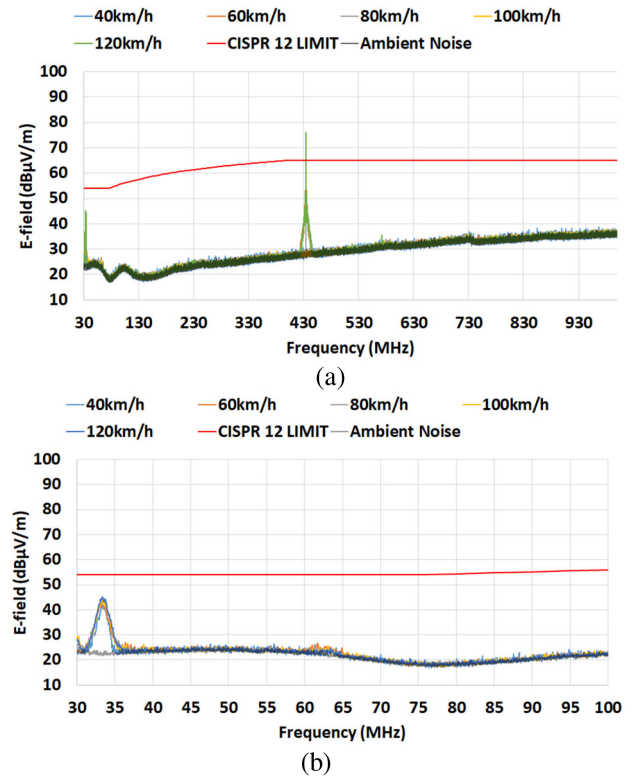 40km/h 60km/h 80km/h 100km/h
120km/h CISPR 12 LIMIT Ambient Noise
100
90
80
70
60
50
40
30
20
10
E-field (dBµV/m)
30 130 230 330 430 530 630 730 830 930
Frequency (MHz)
(a)
40km/h 60km/h 80km/h 100km/h
120km/h CISPR 12 LIMIT Ambient Noise
100
90
80
70
60
50
40
30
20
10
E-field (dBµV/m)
30 35 40 45 50 55 60 65 70 75 80 85 90 95 100
Frequency (MHz)
(b)